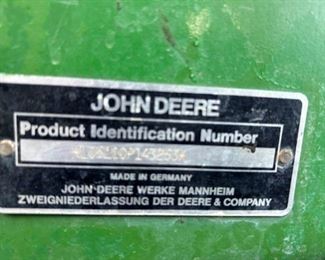 JOHN DEERE
Product Identification Number
MADE IN GERMANY
JOHN DEERE WERKE MANNHEIM
ZWEIGNIEDERLASSUNG DER DEERE & COMPANY